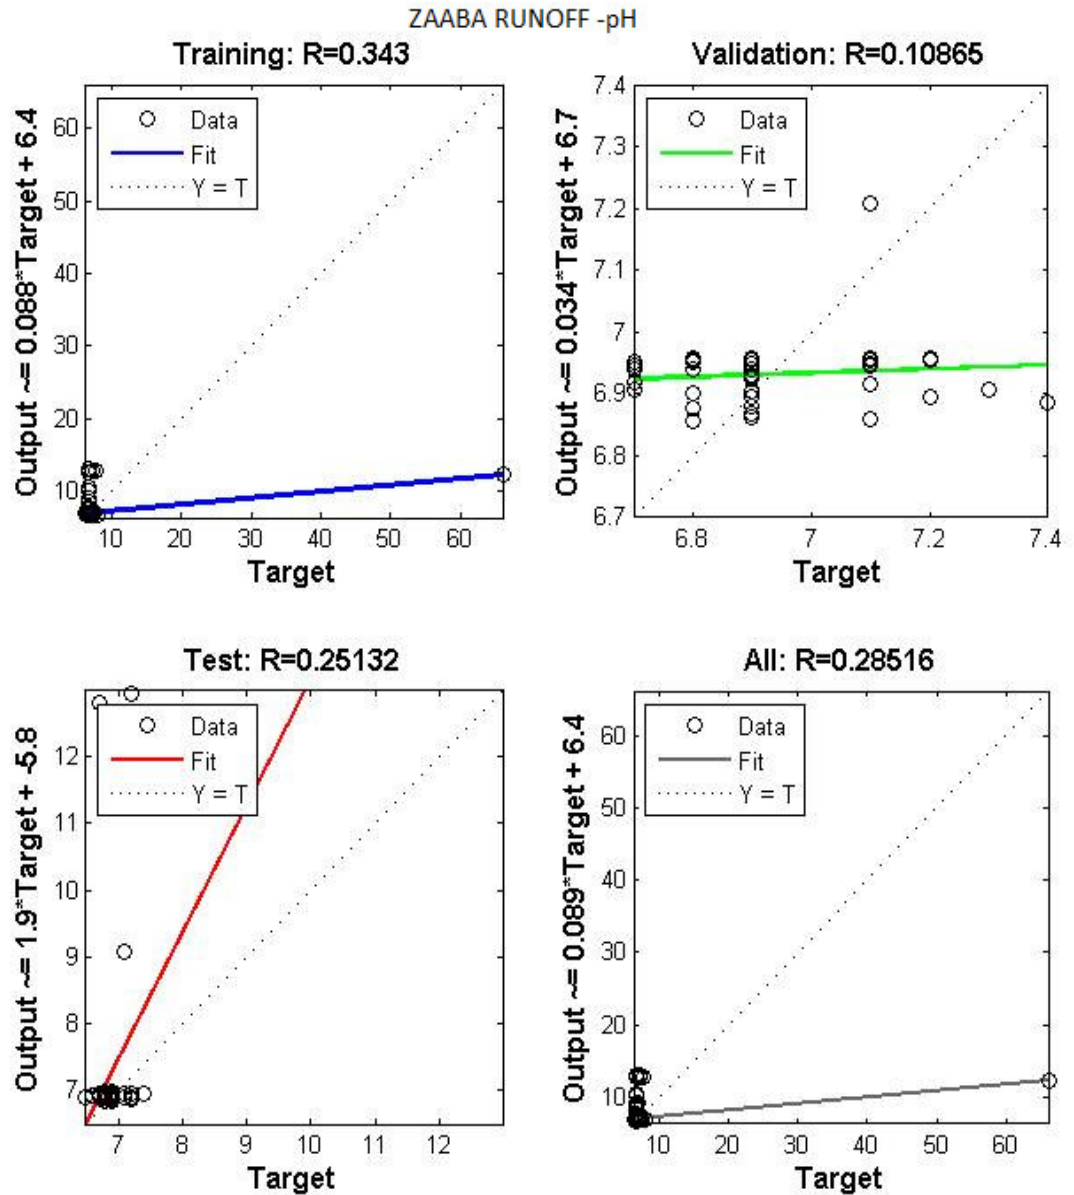 ZAABA RUNOFF -pH
Training: R=0.343
Output ~= 0.088*Target + 6.4
60
50
40
30
20
10
Data
Fit
Y = T
10 20 30 40 50 60
Target
Validation: R=0.10865
Output ~= 0.034*Target + 6.7
7.4
7.3
7.2
7.1
7
6.9
6.8
6.7
Data
Fit
Y = T
6.8 7 7.2 7.4
Target
Test: R=0.25132
Output ~= 1.9*Target + -5.8
12
11
10
9
8
7
Data
Fit
Y = T
7 8 9 10 11 12
Target
All: R=0.28516
Output ~= 0.089*Target + 6.4
60
50
40
30
20
10
Data
Fit
Y = T
10 20 30 40 50 60
Target